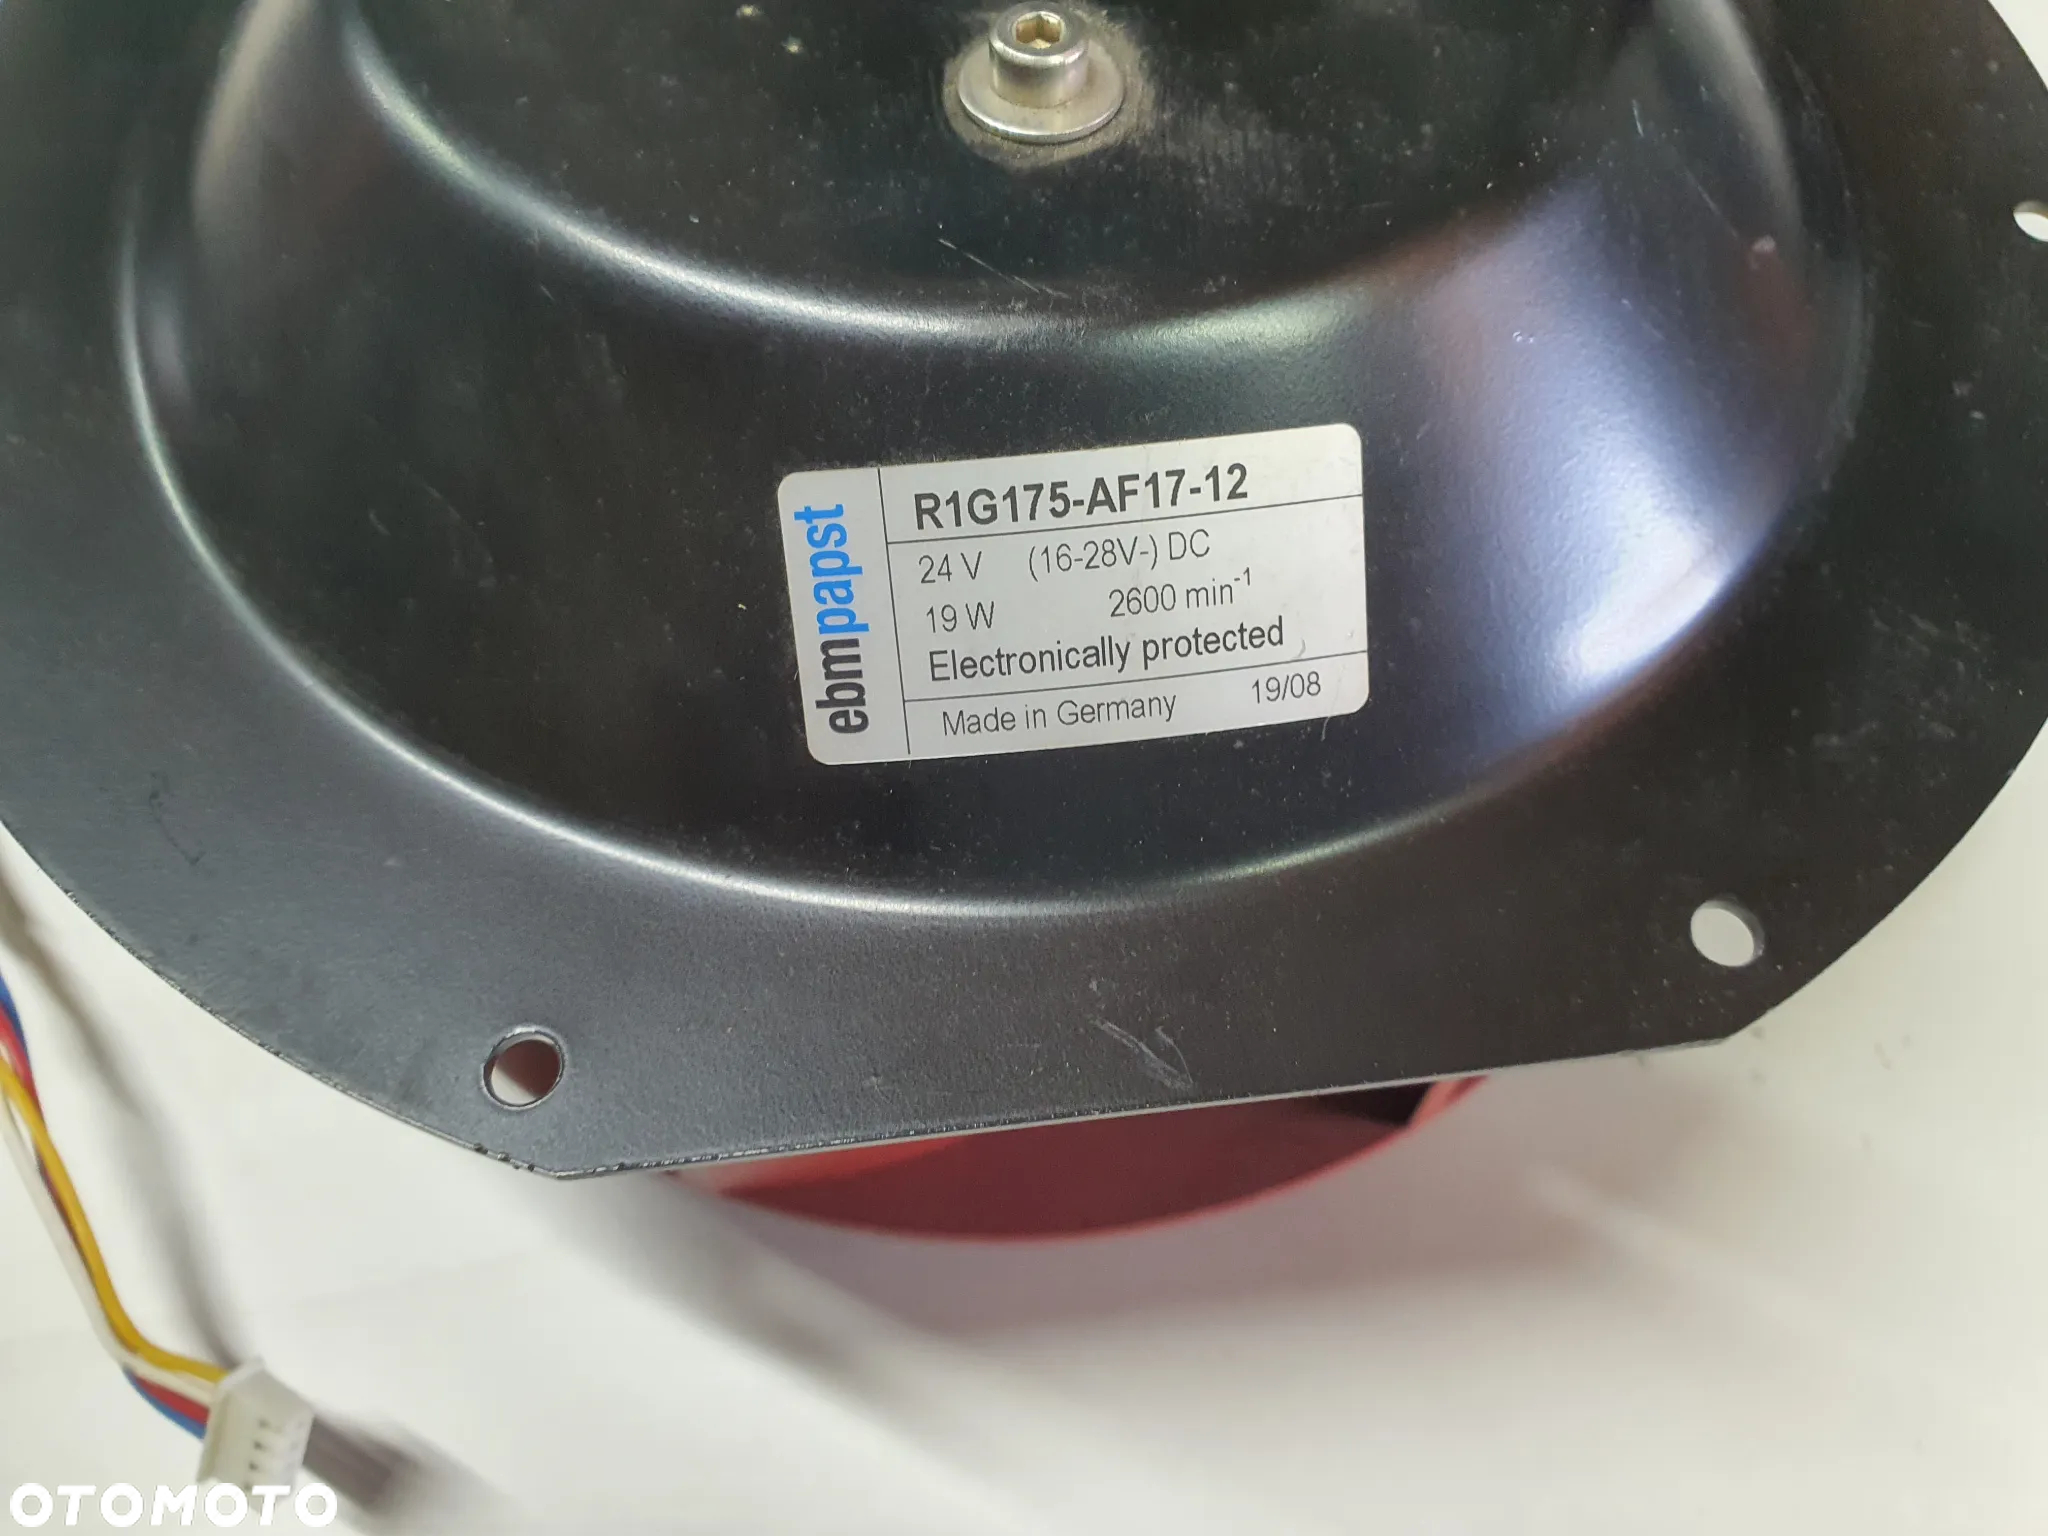 ebmpapst
R1G175-AF17-12
24 V (16-28V-) DC
19 W 2600 min-1
Electronically protected
Made in Germany 19/08
OTOMOTO